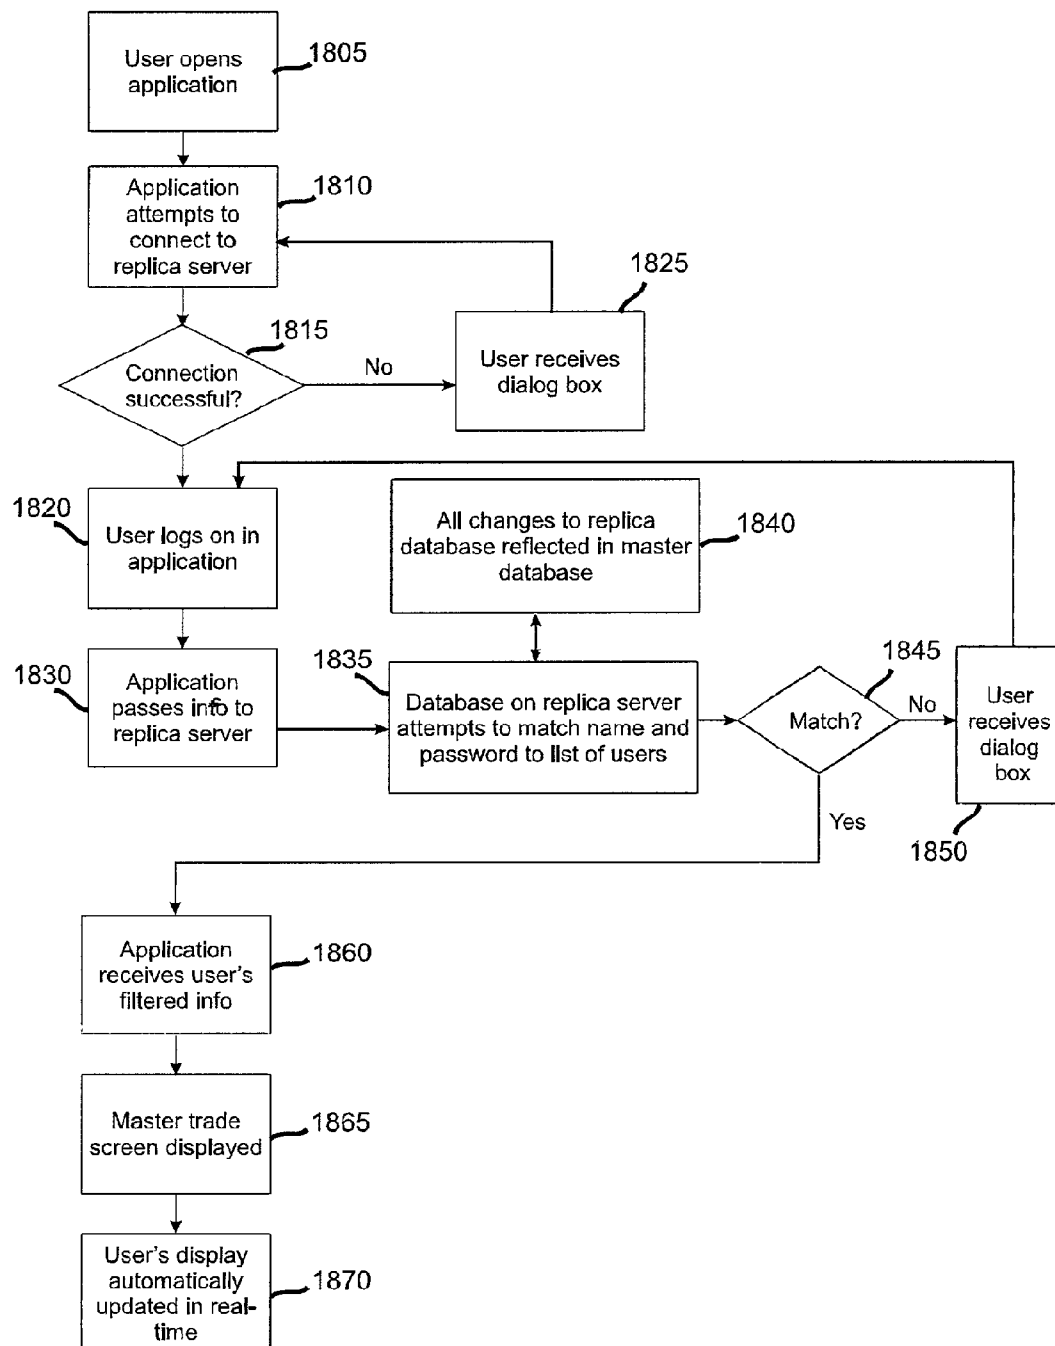 User opens
application
1805
Application
attempts to
connect to
replica server
1810
1825
User receives
dialog box
1815
Connection
successful?
No
1820
User logs on in
application
All changes to replica
database reflected in master
database
1840
1830
Application
passes info to
replica server
1835
Database on replica server
attempts to match name and
password to list of users
1845
Match?
No
User
receives
dialog
box
1850
Yes
Application
receives user's
filtered info
1860
Master trade
screen displayed
1865
User's display
automatically
updated in real-
time
1870